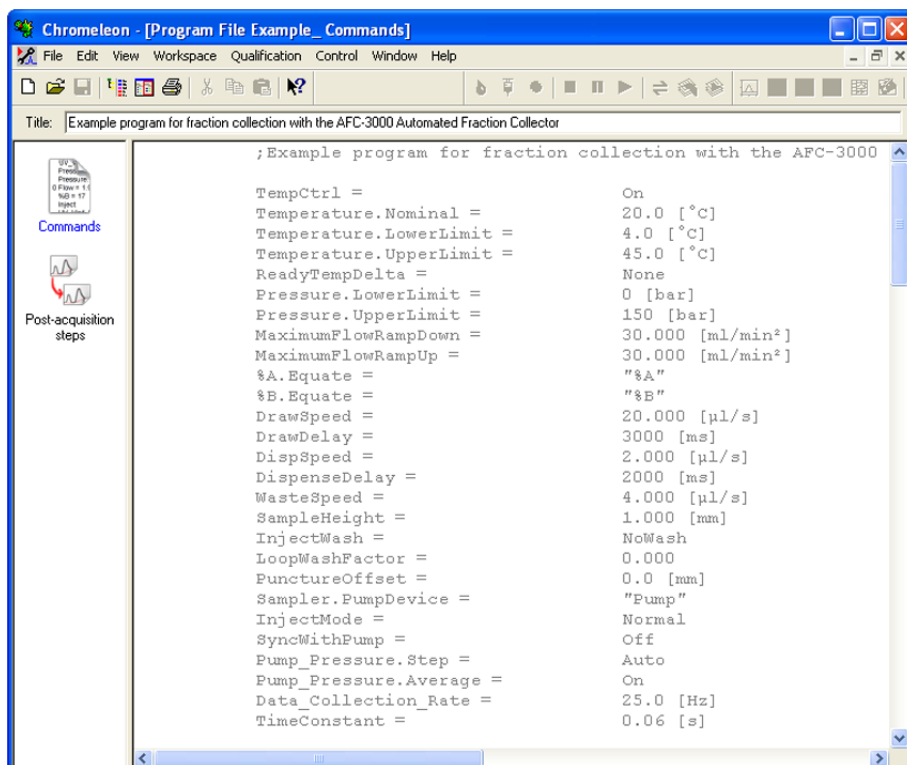 Chromeleon - [Program File Example_ Commands]
File Edit View Workspace Qualification Control Window Help
Title: Example program for fraction collection with the AFC-3000 Automated Fraction Collector
Commands
Post-acquisition
steps
;Example program for fraction collection with the AFC-3000
TempCtrl = On
Temperature.Nominal = 20.0 [°C]
Temperature.LowerLimit = 4.0 [°C]
Temperature.UpperLimit = 45.0 [°C]
ReadyTempDelta = None
Pressure.LowerLimit = 0 [bar]
Pressure.UpperLimit = 150 [bar]
MaximumFlowRampDown = 30.000 [ml/min²]
MaximumFlowRampUp = 30.000 [ml/min²]
%A.Equate = "%A"
%B.Equate = "%B"
DrawSpeed = 20.000 [µl/s]
DrawDelay = 3000 [ms]
DispSpeed = 2.000 [µl/s]
DispenseDelay = 2000 [ms]
WasteSpeed = 4.000 [µl/s]
SampleHeight = 1.000 [mm]
InjectWash = NoWash
LoopWashFactor = 0.000
PunctureOffset = 0.0 [mm]
Sampler.PumpDevice = "Pump"
InjectMode = Normal
SyncWithPump = Off
Pump_Pressure.Step = Auto
Pump_Pressure.Average = On
Data_Collection_Rate = 25.0 [Hz]
TimeConstant = 0.06 [s]